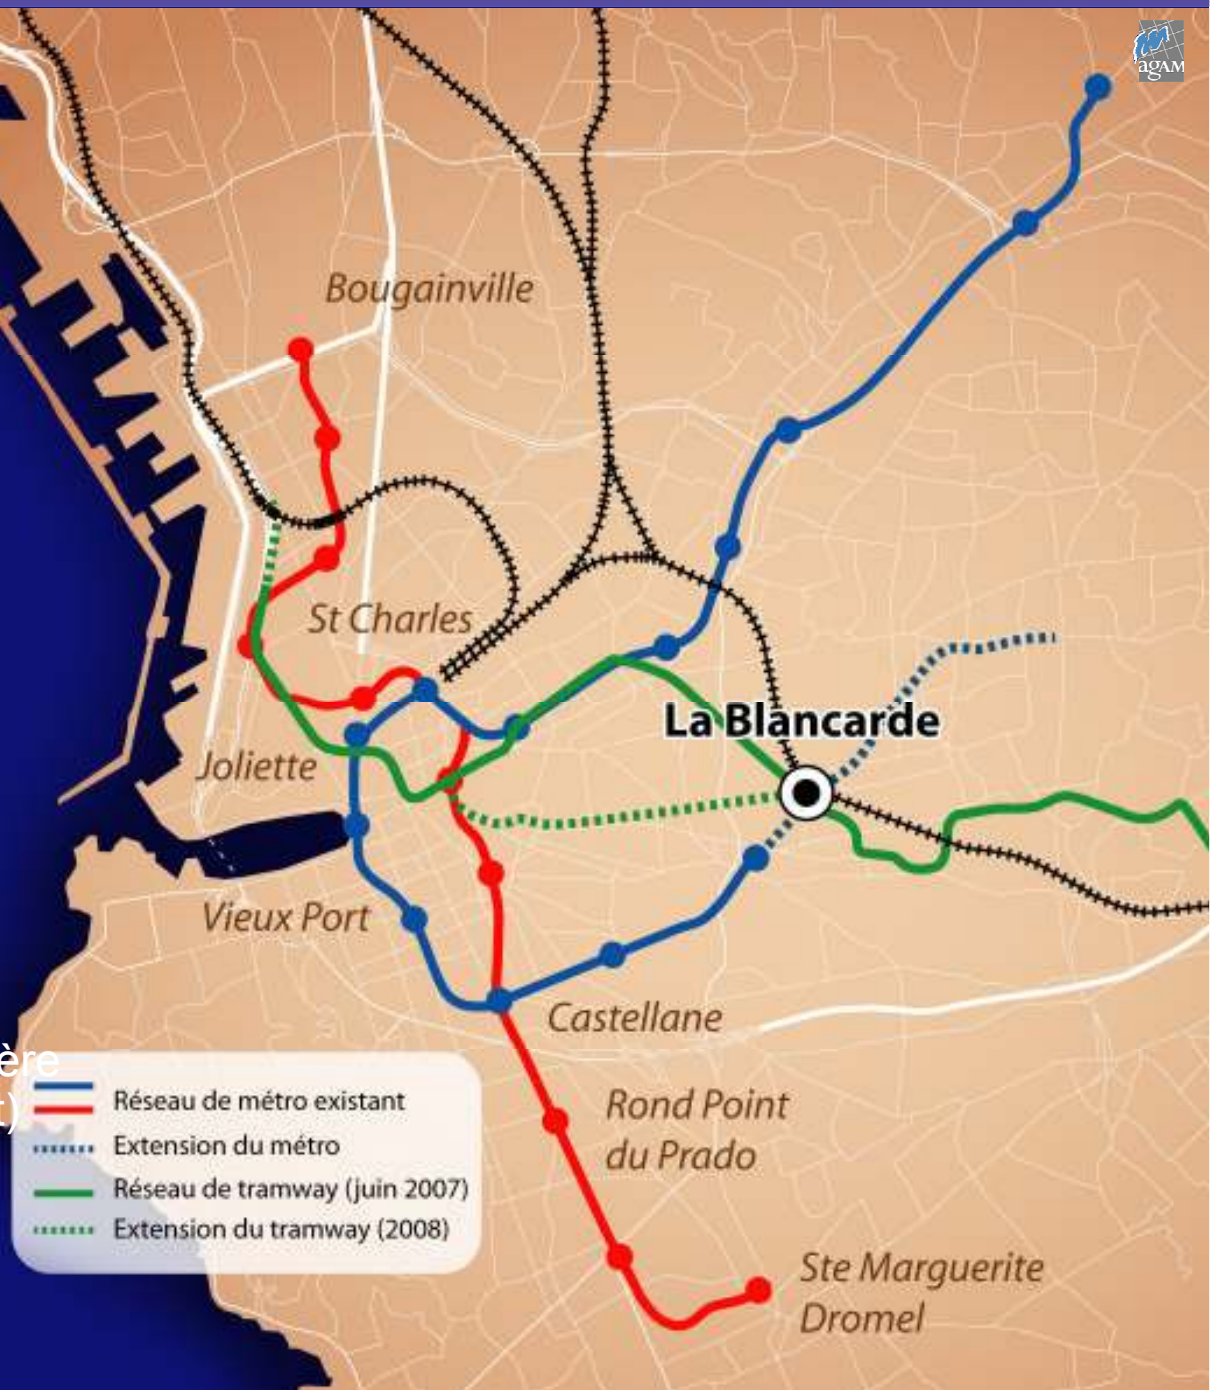 agAM
Bougainville
St Charles
La Blancarde
Joliette
Vieux Port
Castellane
ère
t)
Réseau de métro existant
Extension du métro
Réseau de tramway (juin 2007)
Extension du tramway (2008)
Rond Point
du Prado
Ste Marguerite
Dromel